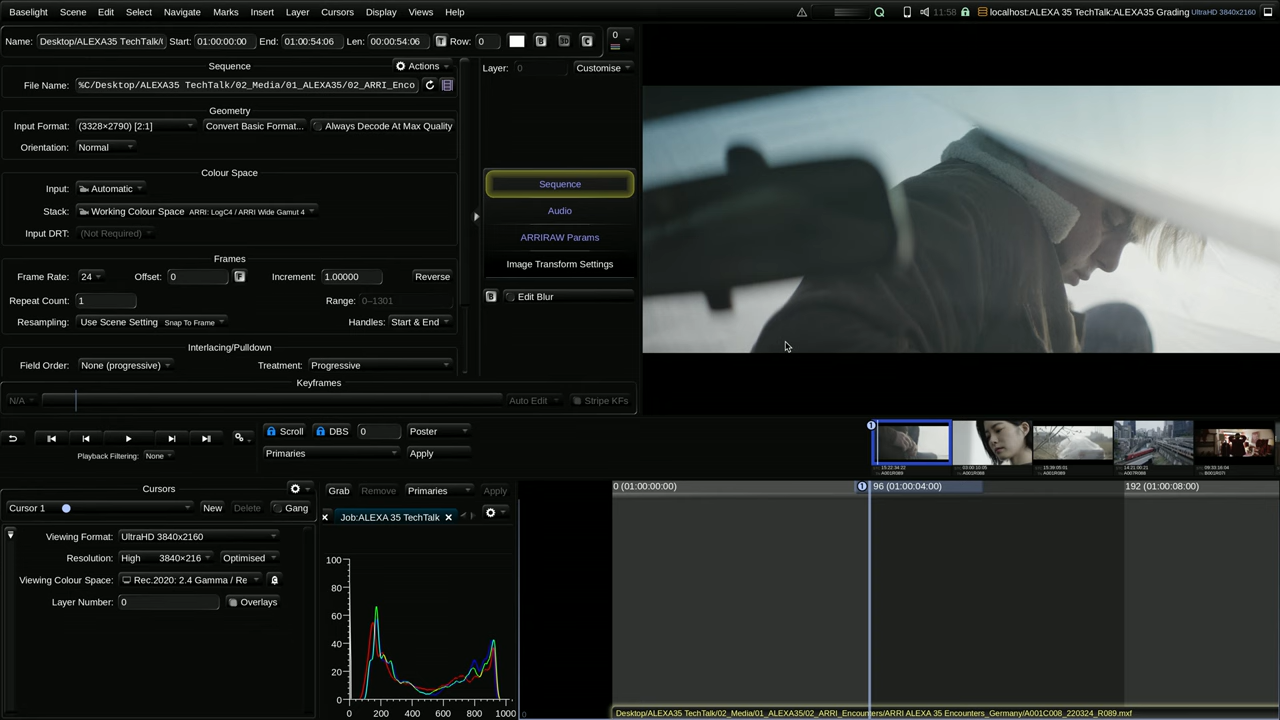 Baselight Scene Edit Select Navigate Marks Insert Layer Cursors Display Views Help
11:58 localhost:ALEXA 35 TechTalk:ALEXA35 Grading UltraHD 3840x2160
Name: Desktop/ALEXA35 TechTalk/( Start: 01:00:00:00 End: 01:00:54:06 Len: 00:00:54:06 T Row: 0 B 0
Sequence Actions
Layer: 0 Customise
File Name: %C/Desktop/ALEXA35 TechTalk/02_Media/01_ALEXA35/02_ARRI_Enco
Geometry
Input Format: (3328×2790) [2:1] Convert Basic Format... Always Decode At Max Quality
Orientation: Normal
Colour Space
Input: Automatic
Stack: Working Colour Space ARRI: LogC4 / ARRI Wide Gamut 4
Input DRT: (Not Required)
Frames
Frame Rate: 24 Offset: 0 F Increment: 1.00000 Reverse
Repeat Count: 1 Range: 0–1301
Resampling: Use Scene Setting Snap To Frame Handles: Start & End
Interlacing/Pulldown
Field Order: None (progressive) Treatment: Progressive
Sequence
Audio
ARRIRAW Params
Image Transform Settings
B Edit Blur
Keyframes
N/A Auto Edit Stripe KFs
Scroll DBS 0 Poster
Playback Filtering: None Primaries Apply
1
Cursors
Cursor 1 New Delete Gang
Viewing Format: UltraHD 3840x2160
Resolution: High 3840×216 Optimised
Viewing Colour Space: Rec.2020: 2.4 Gamma / Re
Layer Number: 0 Overlays
Grab Remove Primaries Apply
Job:ALEXA 35 TechTalk
100
80
60
40
20
0
0 200 400 600 800 1000
0 (01:00:00:00) 1 96 (01:00:04:00) 192 (01:00:08:00)
0 Desktop/ALEXA35 TechTalk/02_Media/01_ALEXA35/02_ARRI_Encounters/ARRI ALEXA 35 Encounters_Germany/A001C008_220324_R089.mxf